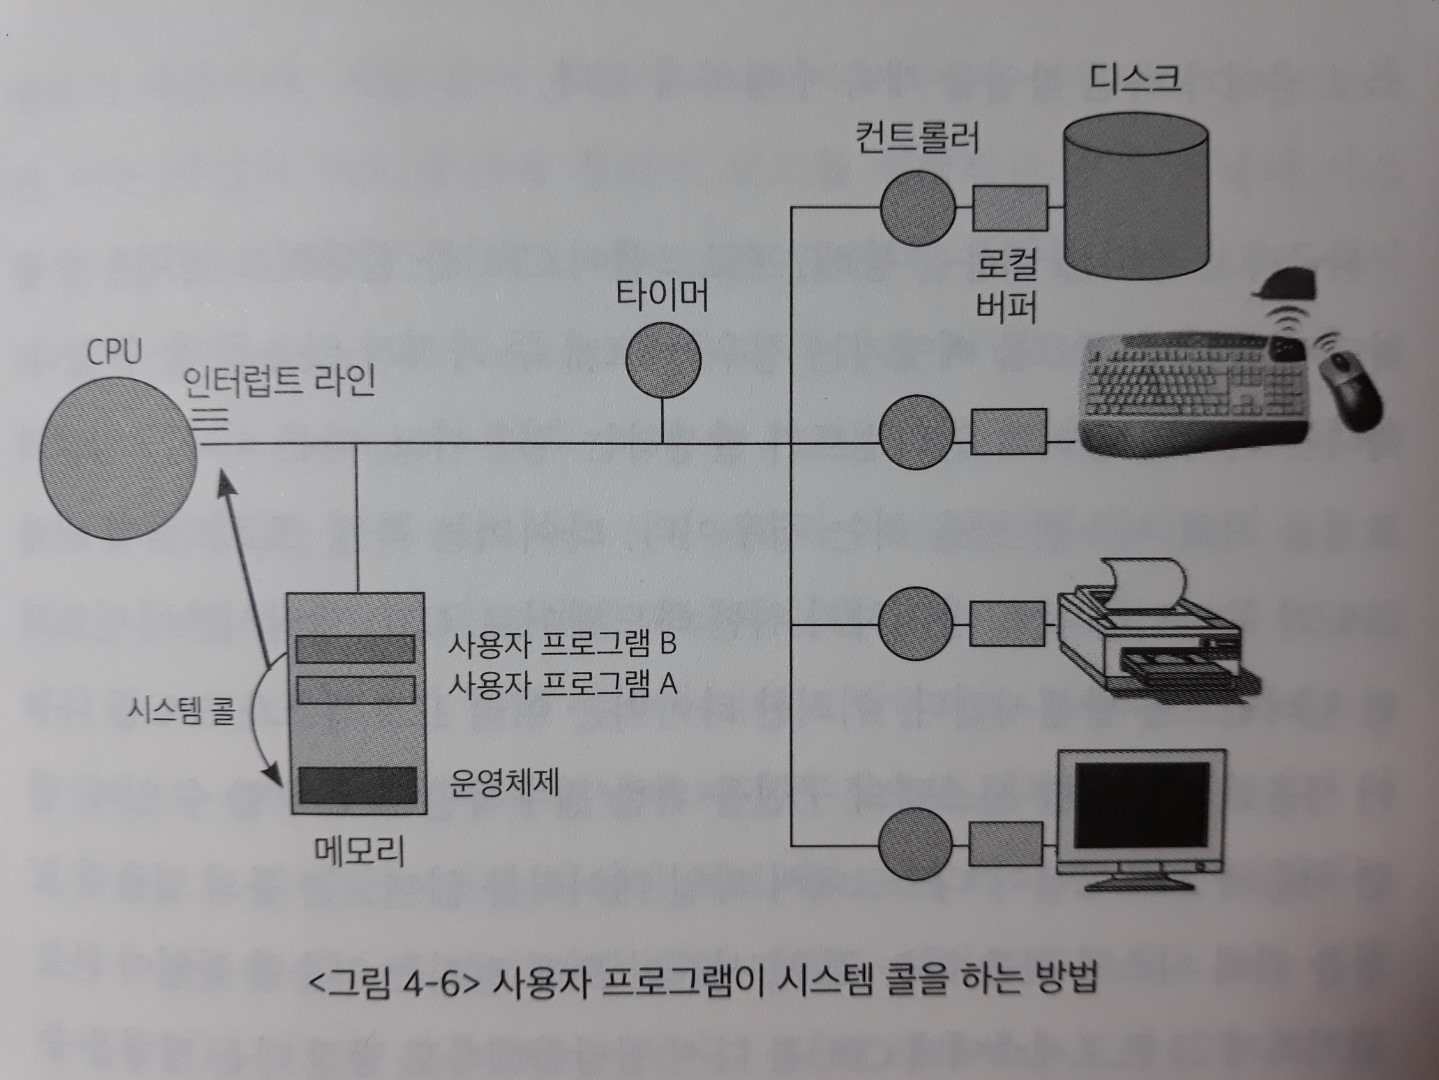 디스크
컨트롤러
로컬
버퍼
타이머
CPU
인터럽트 라인
사용자 프로그램 B
사용자 프로그램 A
시스템 콜
운영체제
메모리
<그림 4-6> 사용자 프로그램이 시스템 콜을 하는 방법